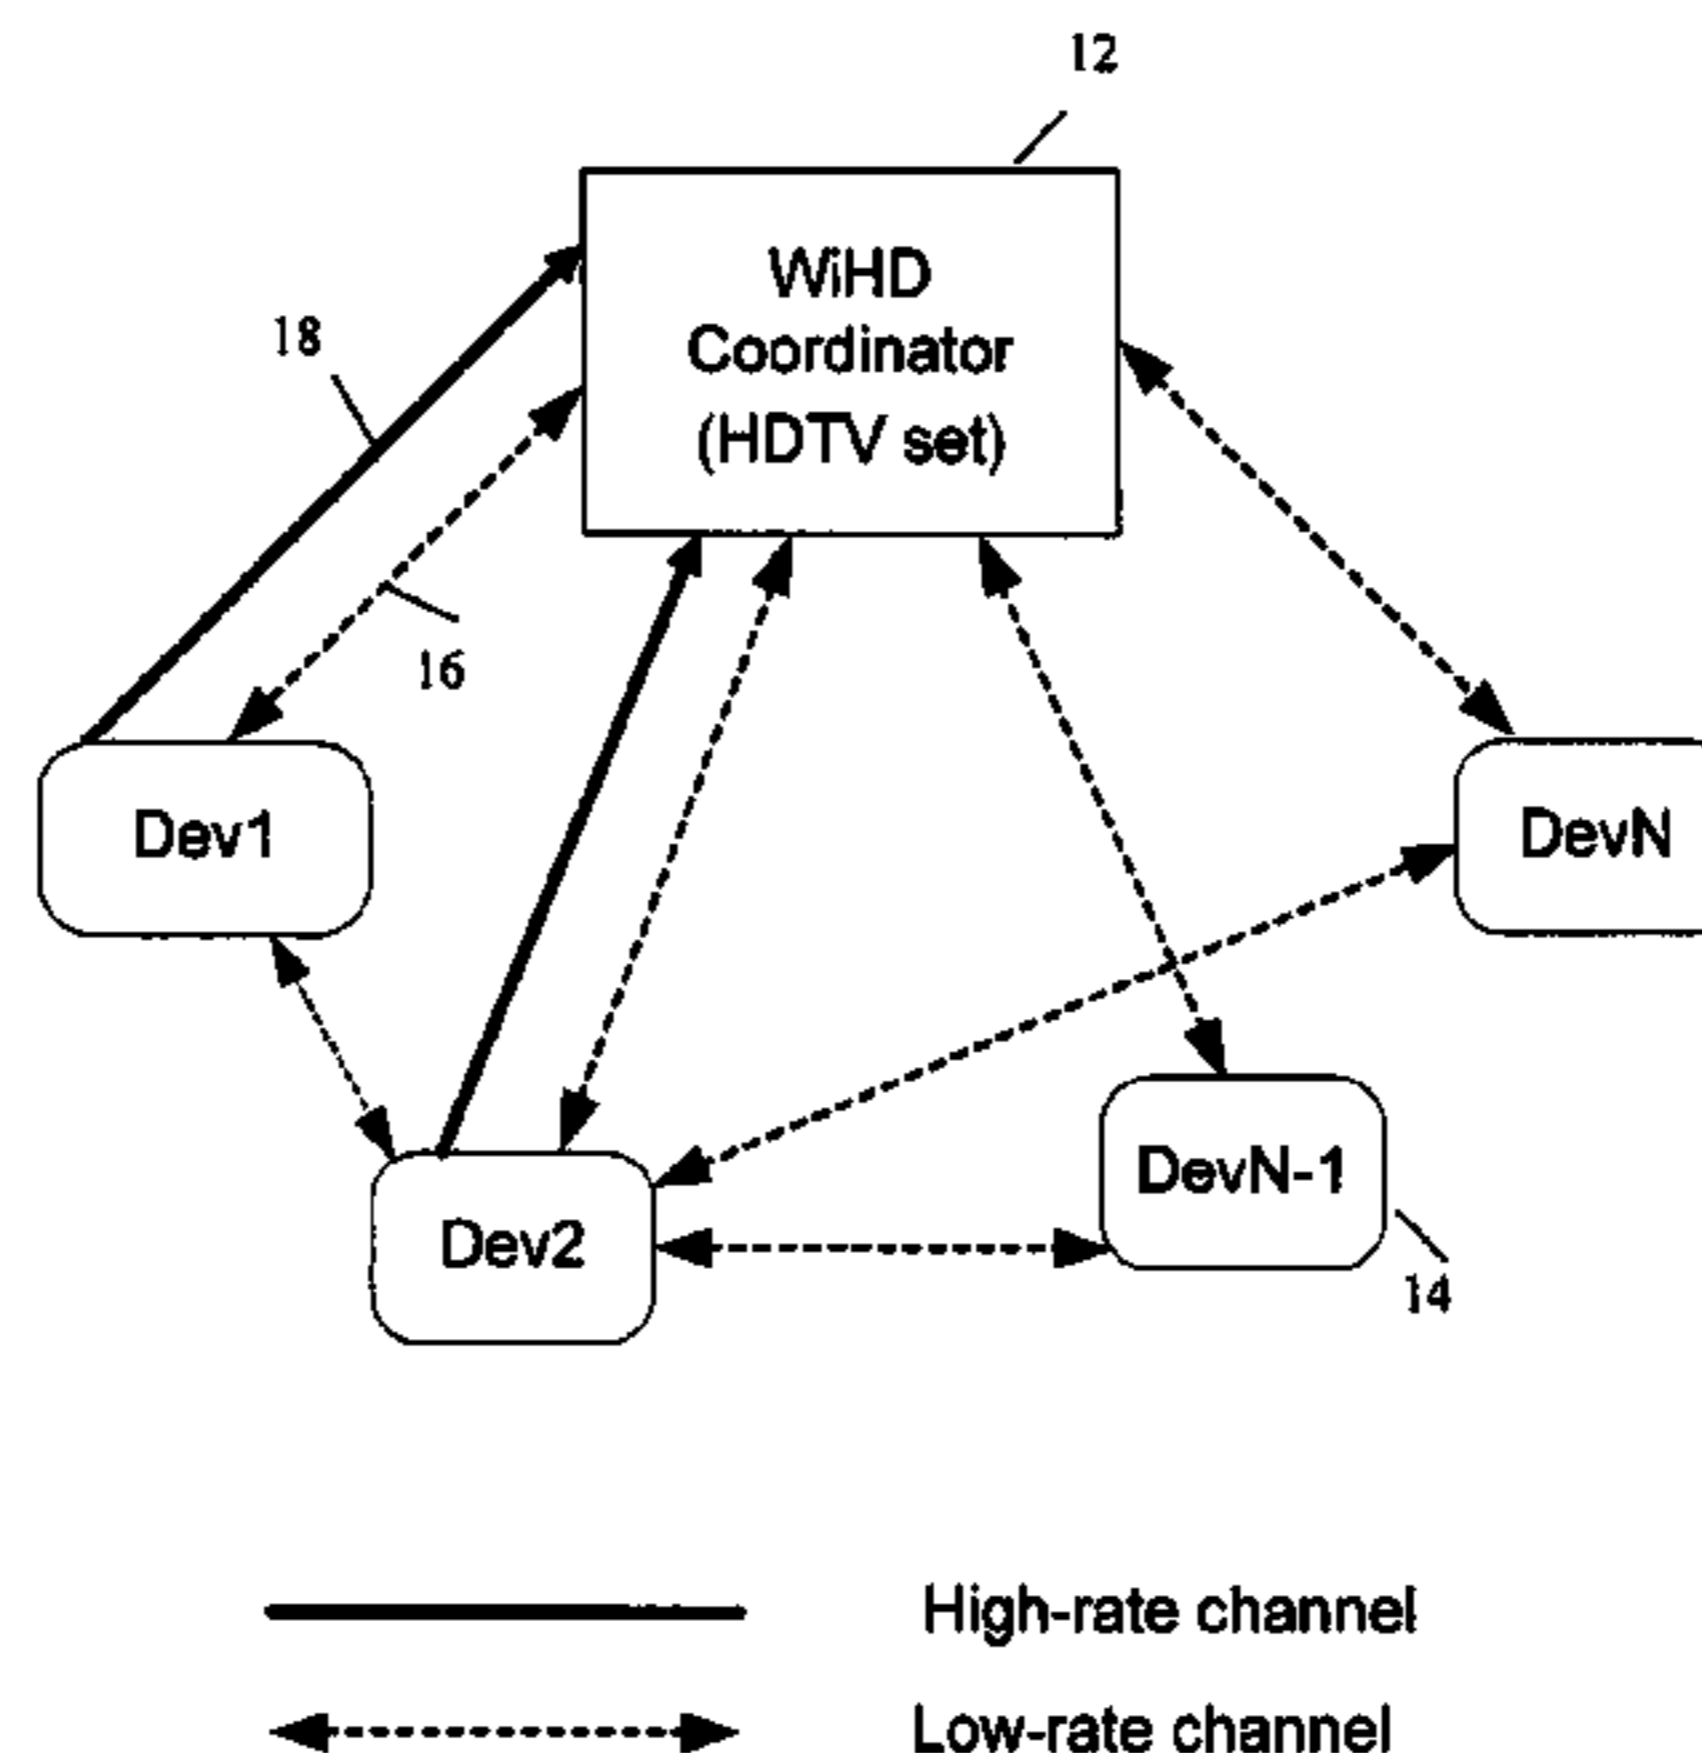 12
WiHD
Coordinator
(HDTV set)
18
16
Dev1
DevN
DevN-1
Dev2
14
High-rate channel
Low-rate channel